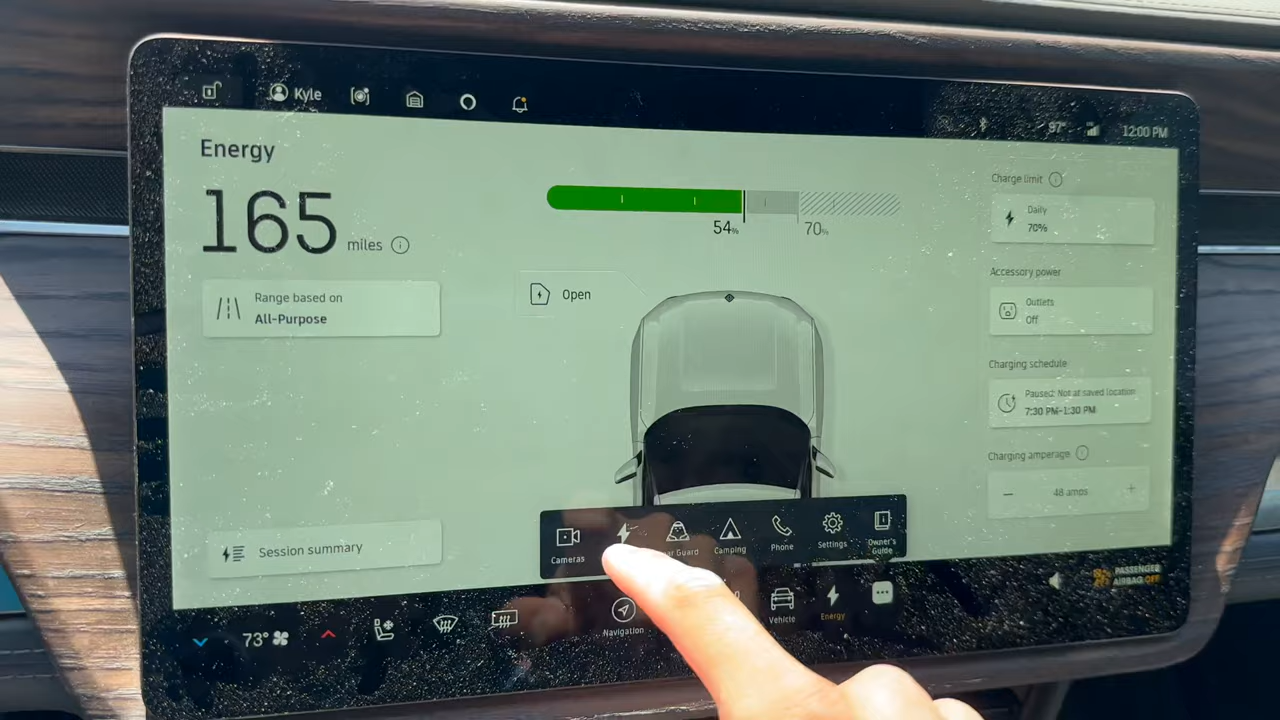 Kyle
97°
12:00 PM
Energy
165 miles
54%
70%
Charge limit
Daily
70%
Range based on
All-Purpose
Open
Accessory power
Outlets
Off
Charging schedule
Paused: Not at saved location
7:30 PM-1:30 PM
Charging amperage
48 amps
Session summary
Cameras
Guard
Camping
Phone
Settings
Owner's
Guide
73°
Navigation
Vehicle
Energy
PASSENGER
AIRBAG OFF